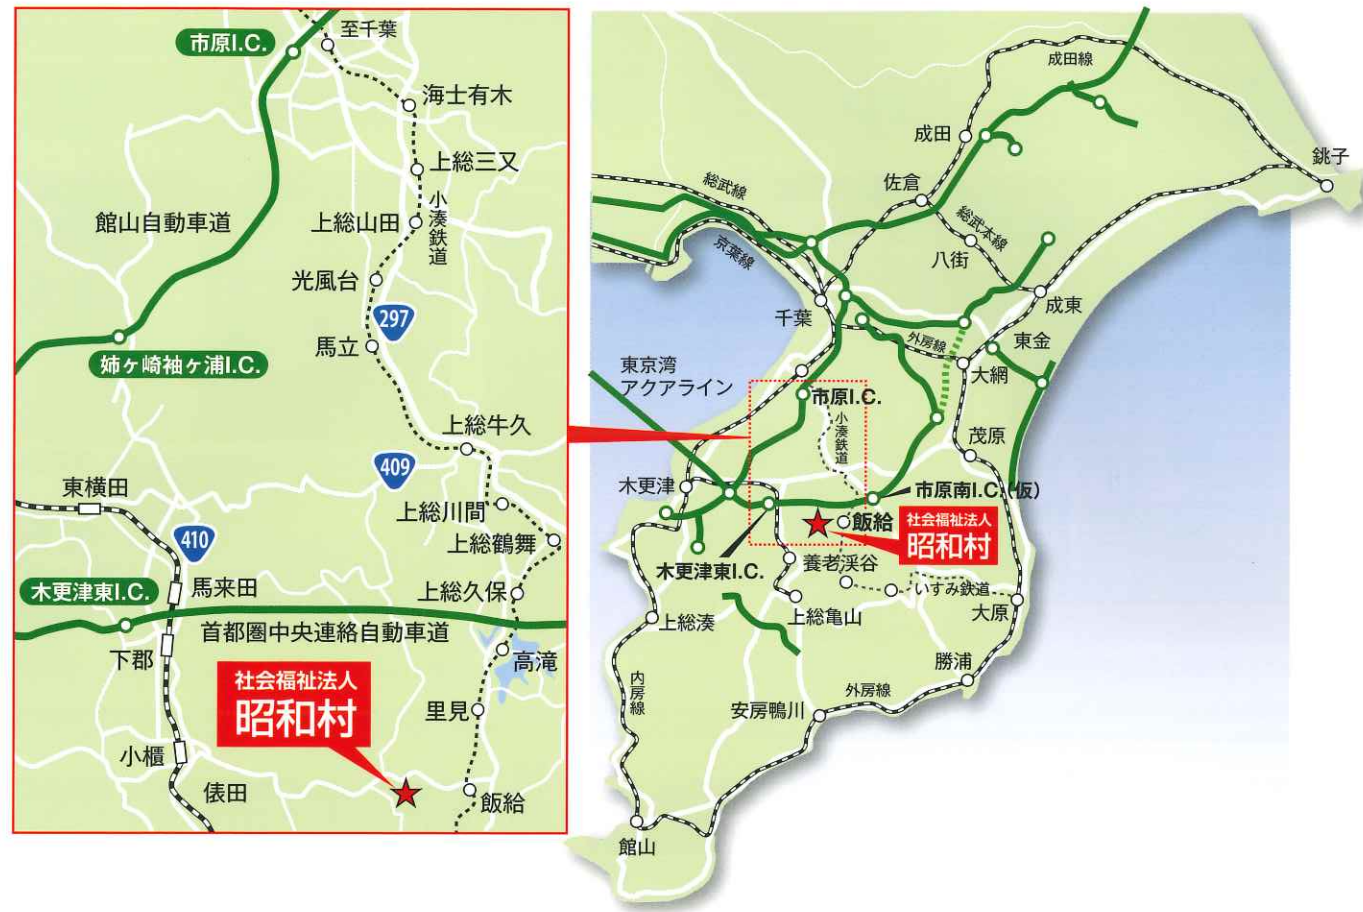 市原I.C.
至千葉
海士有木
上総三又
小湊鉄道
館山自動車道
上総山田
光風台
297
馬立
姉ヶ崎袖ヶ浦I.C.
上総牛久
409
東横田
上総川間
410
上総鶴舞
木更津東I.C.
馬来田
上総久保
首都圏中央連絡自動車道
下郡
高滝
社会福祉法人
昭和村
里見
小櫃
俵田
飯給
成田線
成田
銚子
佐倉
総武線
総武本線
京葉線
八街
千葉
成東
外房線
東金
東京湾
アクアライン
大網
市原I.C.
小湊鉄道
茂原
木更津
市原南I.C.(仮)
飯給
社会福祉法人
昭和村
木更津東I.C.
養老渓谷
いすみ鉄道
上総湊
上総亀山
大原
勝浦
内房線
外房線
安房鴨川
館山